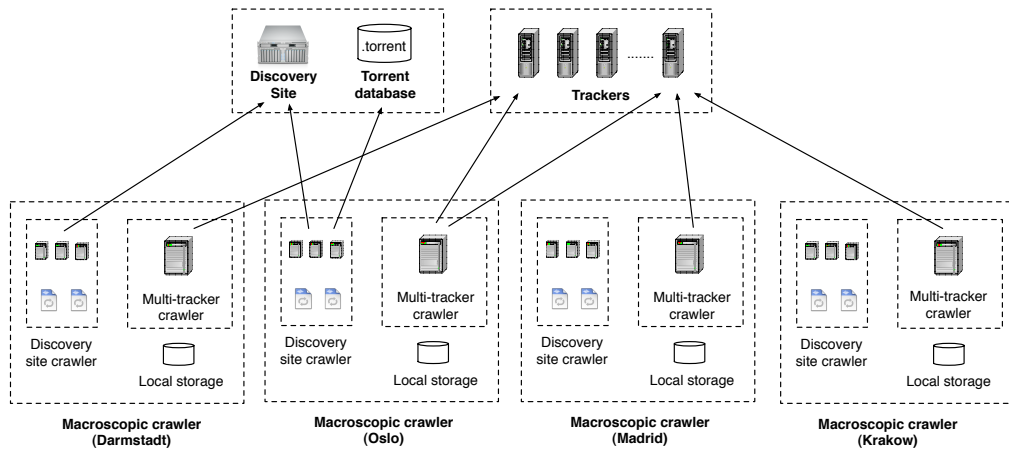 Discovery
Site
.torrent
Torrent
database
.......
Trackers
Multi-tracker
crawler
Discovery
site crawler
Local storage
Macroscopic crawler
(Darmstadt)
Multi-tracker
crawler
Discovery
site crawler
Local storage
Macroscopic crawler
(Oslo)
Multi-tracker
crawler
Discovery
site crawler
Local storage
Macroscopic crawler
(Madrid)
Multi-tracker
crawler
Discovery
site crawler
Local storage
Macroscopic crawler
(Krakow)